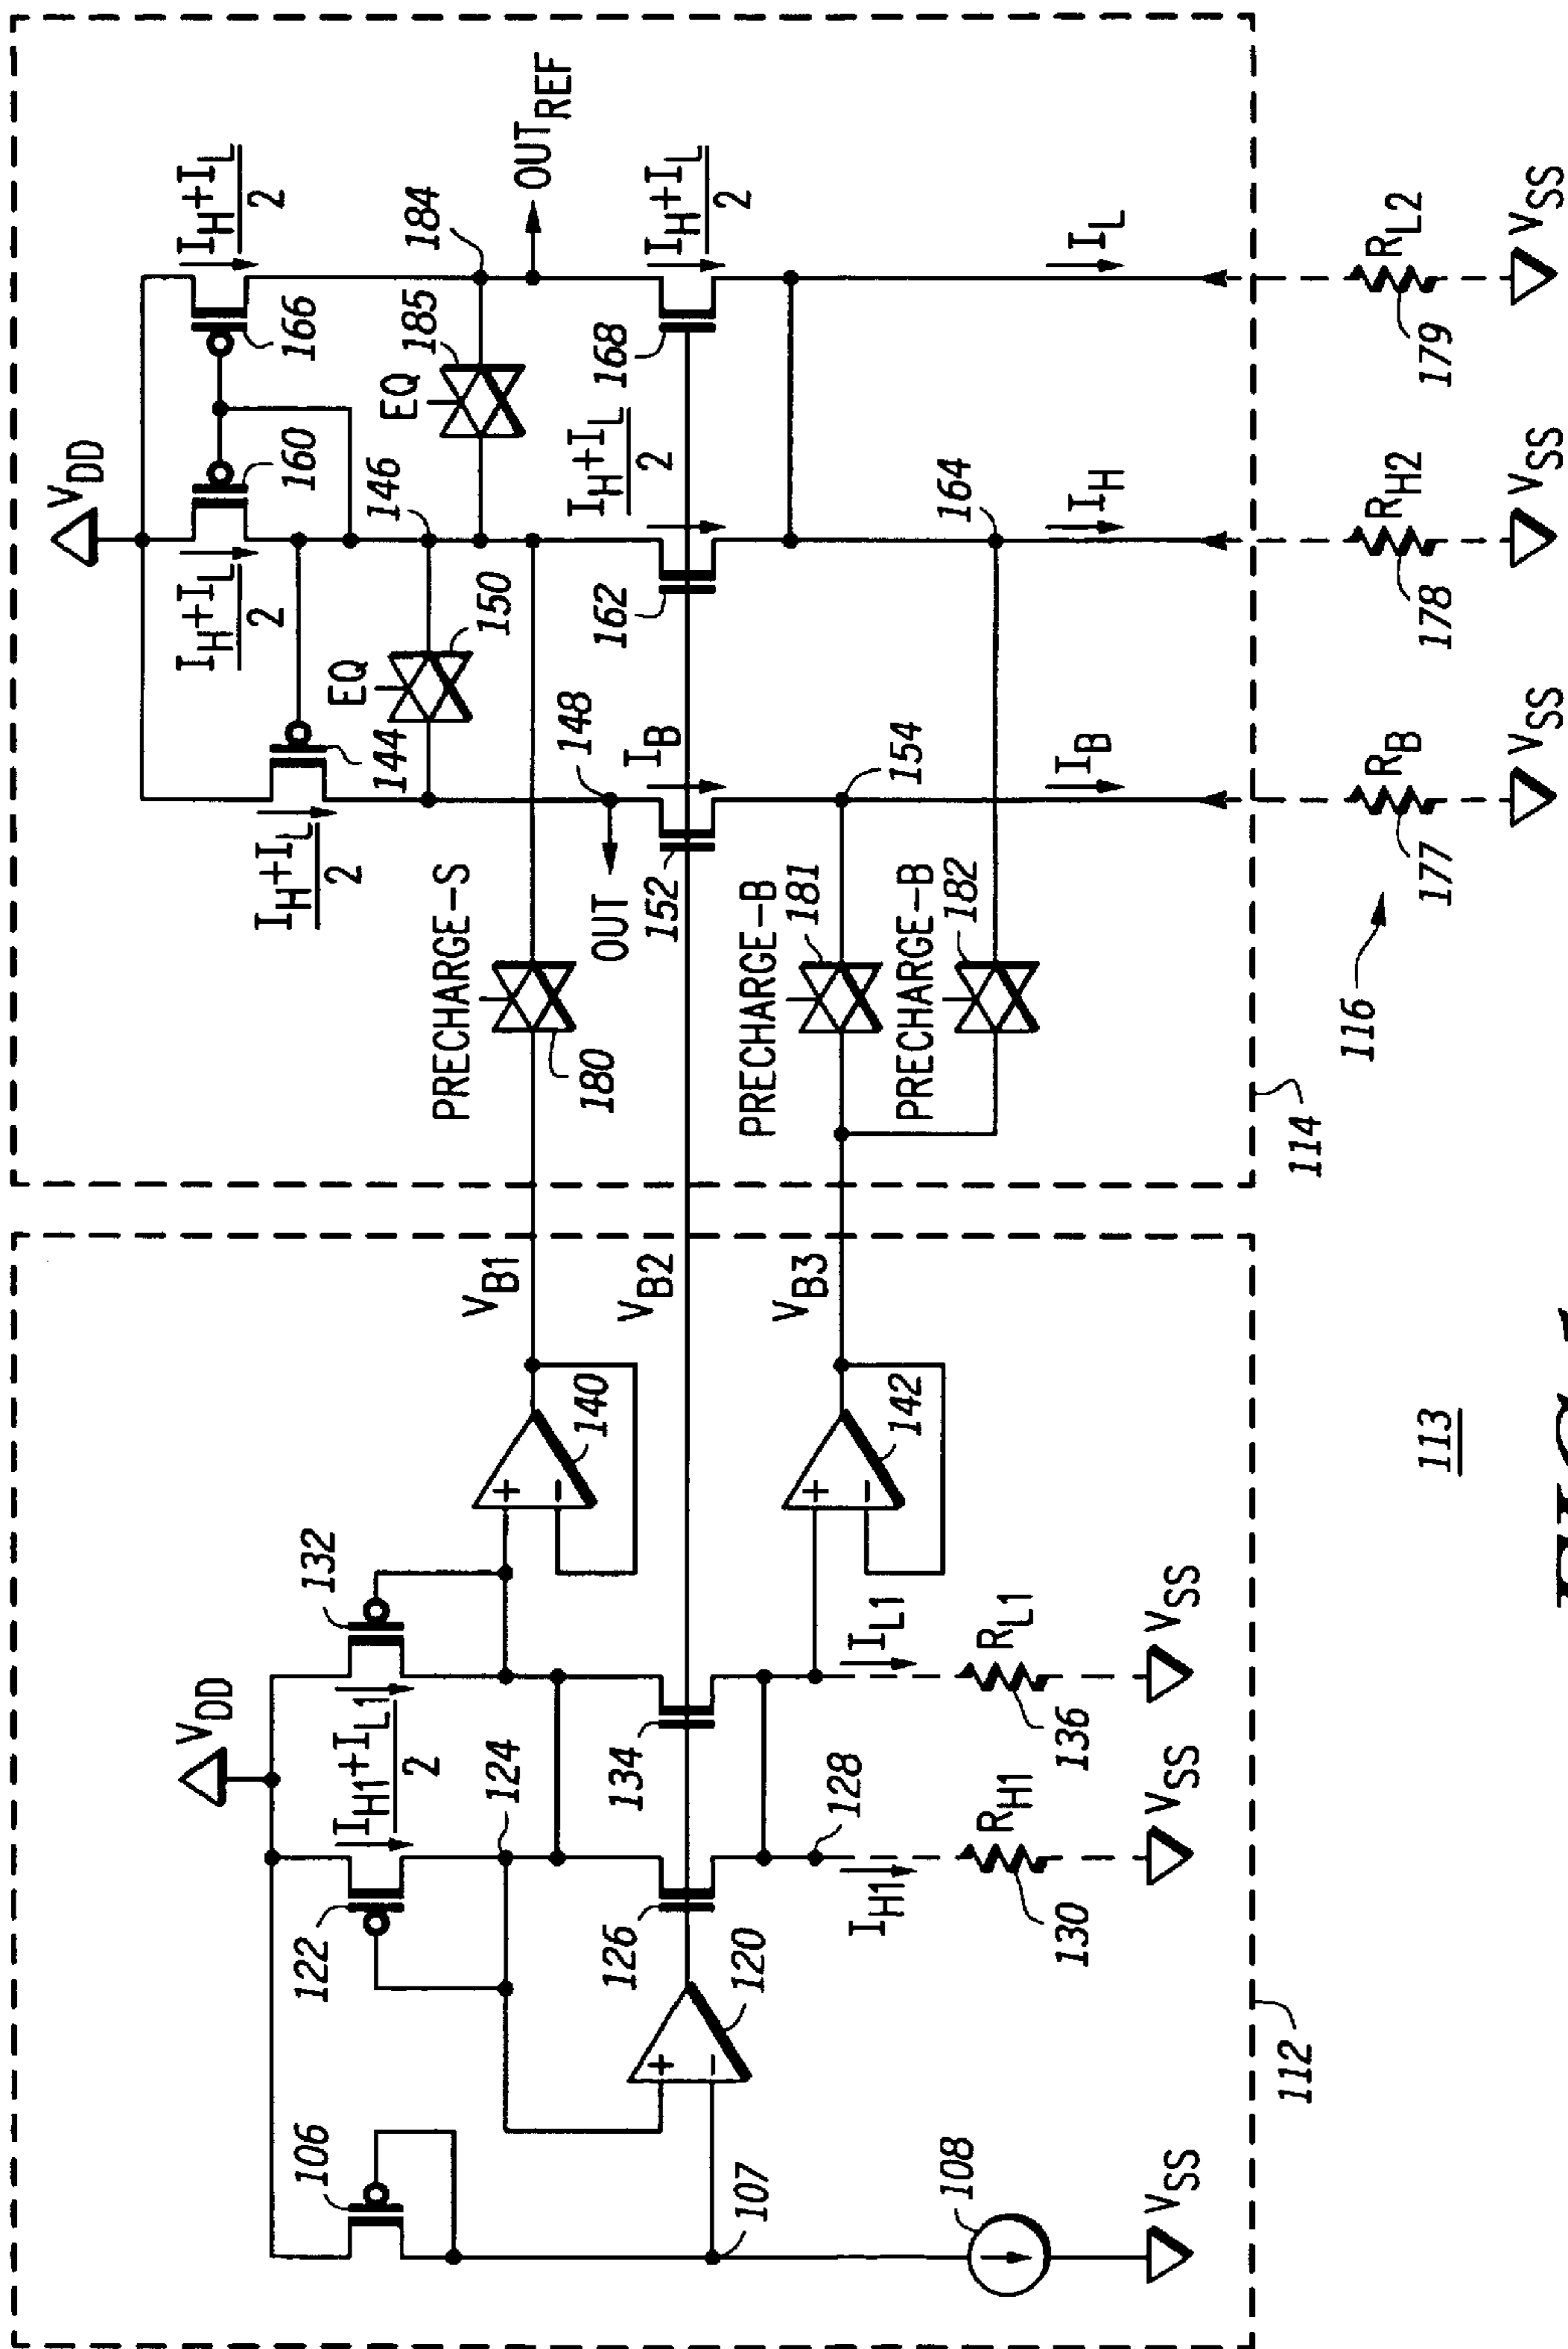 V_DD
106
107
108
V_SS
122
124
I_H1+I_L1
2
132
126
134
120
+
-
128
I_H1
R_H1
130
V_SS
I_L1
R_L1
136
V_SS
+
-
140
+
-
142
V_B1
V_B2
V_B3
112
V_DD
I_H+I_L
2
144
I_H+I_L
2
160
I_H+I_L
2
166
EQ
150
146
EQ
185
184
OUT_REF
PRECHARGE-S
180
OUT
148
152
I_B
162
I_H+I_L
2
168
I_H+I_L
2
PRECHARGE-B
181
PRECHARGE-B
182
154
164
I_B
I_H
I_L
114
116
177
R_B
V_SS
178
R_H2
V_SS
179
R_L2
V_SS
113